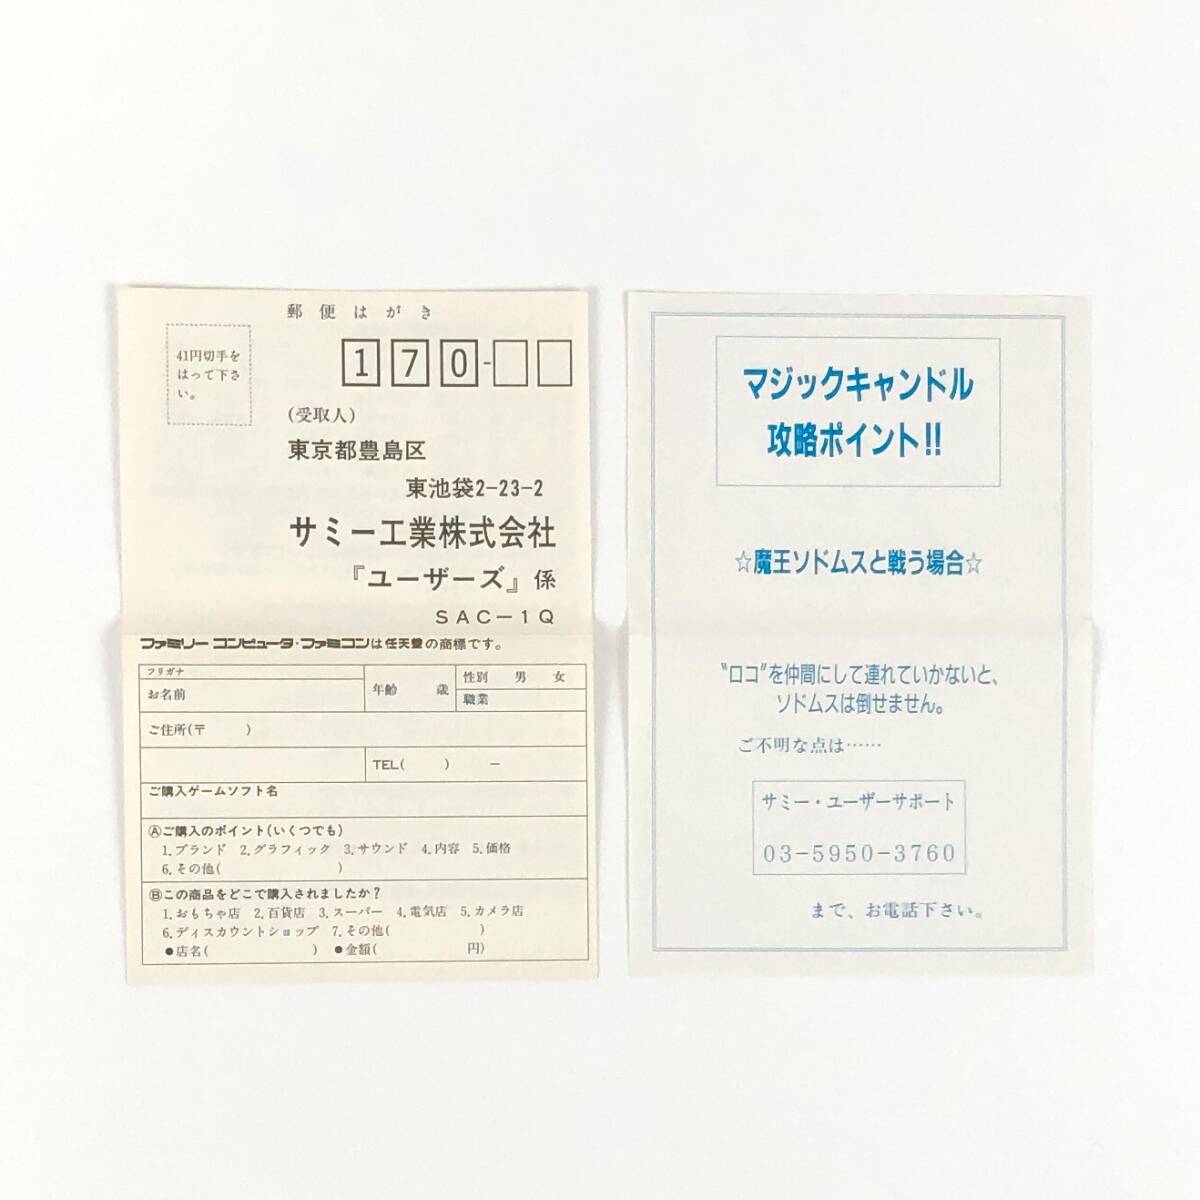 郵便はがき
41円切手を
はって下さ
い。
170-
(受取人)
東京都豊島区
東池袋2-23-2
サミー工業株式会社
『ユーザーズ』係
SAC-1Q
ファミリーコンピュータ・ファミコンは任天堂の商標です。
フリガナ
お名前
年齢 歳
性別 男 女
職業
ご住所(〒 )
TEL( ) -
ご購入ゲームソフト名
Ⓐご購入のポイント(いくつでも)
1.ブランド 2.グラフィック 3.サウンド 4.内容 5.価格
6.その他( )
Ⓑこの商品をどこで購入されましたか?
1.おもちゃ店 2.百貨店 3.スーパー 4.電気店 5.カメラ店
6.ディスカウントショップ 7.その他( )
●店名( ) ●金額( 円)
マジックキャンドル
攻略ポイント!!
☆魔王ソドムスと戦う場合☆
"ロコ"を仲間にして連れていかないと、
ソドムスは倒せません。
ご不明な点は……
サミー・ユーザーサポート
03-5950-3760
まで、お電話下さい。